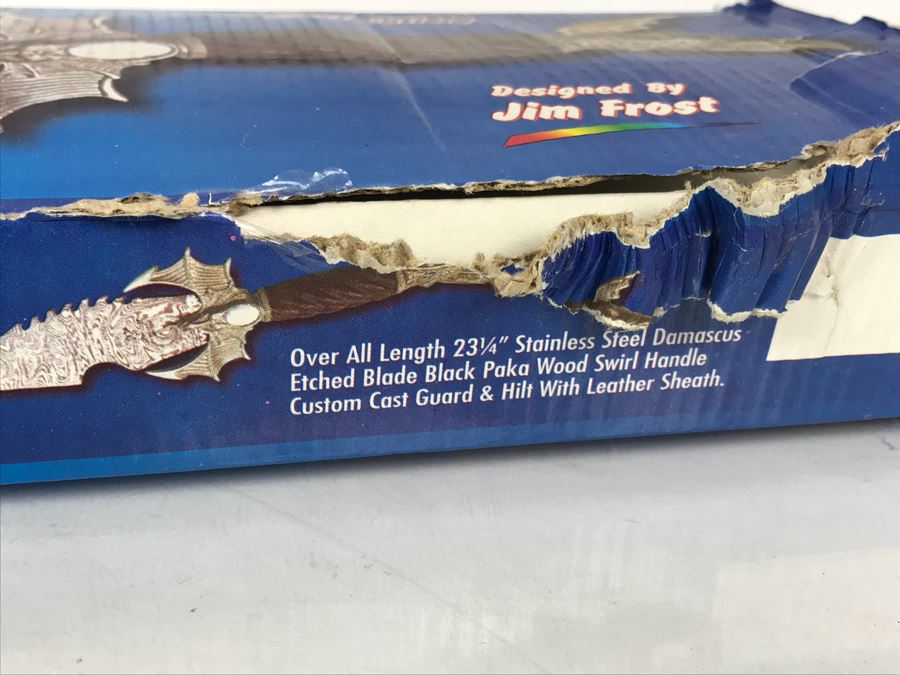 Designed By
Jim Frost
Over All Length 23¼" Stainless Steel Damascus
Etched Blade Black Paka Wood Swirl Handle
Custom Cast Guard & Hilt With Leather Sheath.